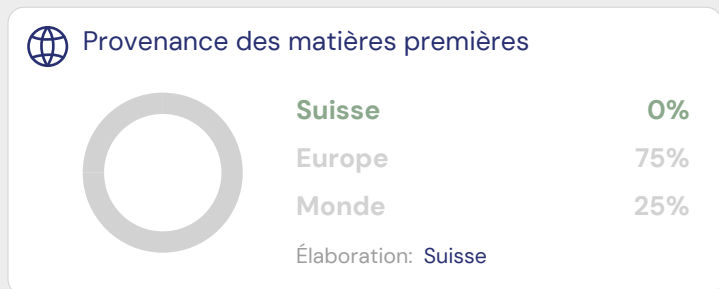 Provenance des matières premières
Suisse 0%
Europe 75%
Monde 25%
Élaboration: Suisse